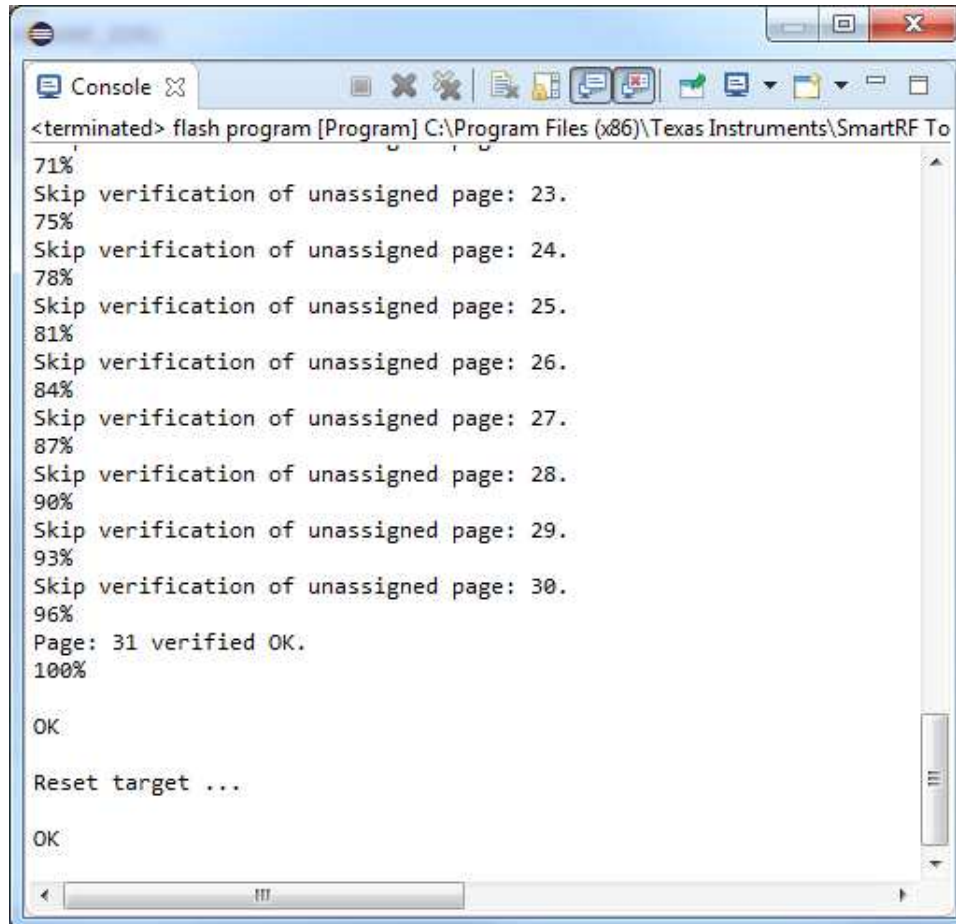 Console
<terminated> flash program [Program] C:\Program Files (x86)\Texas Instruments\SmartRF To
71%
Skip verification of unassigned page: 23.
75%
Skip verification of unassigned page: 24.
78%
Skip verification of unassigned page: 25.
81%
Skip verification of unassigned page: 26.
84%
Skip verification of unassigned page: 27.
87%
Skip verification of unassigned page: 28.
90%
Skip verification of unassigned page: 29.
93%
Skip verification of unassigned page: 30.
96%
Page: 31 verified OK.
100%
OK
Reset target ...
OK